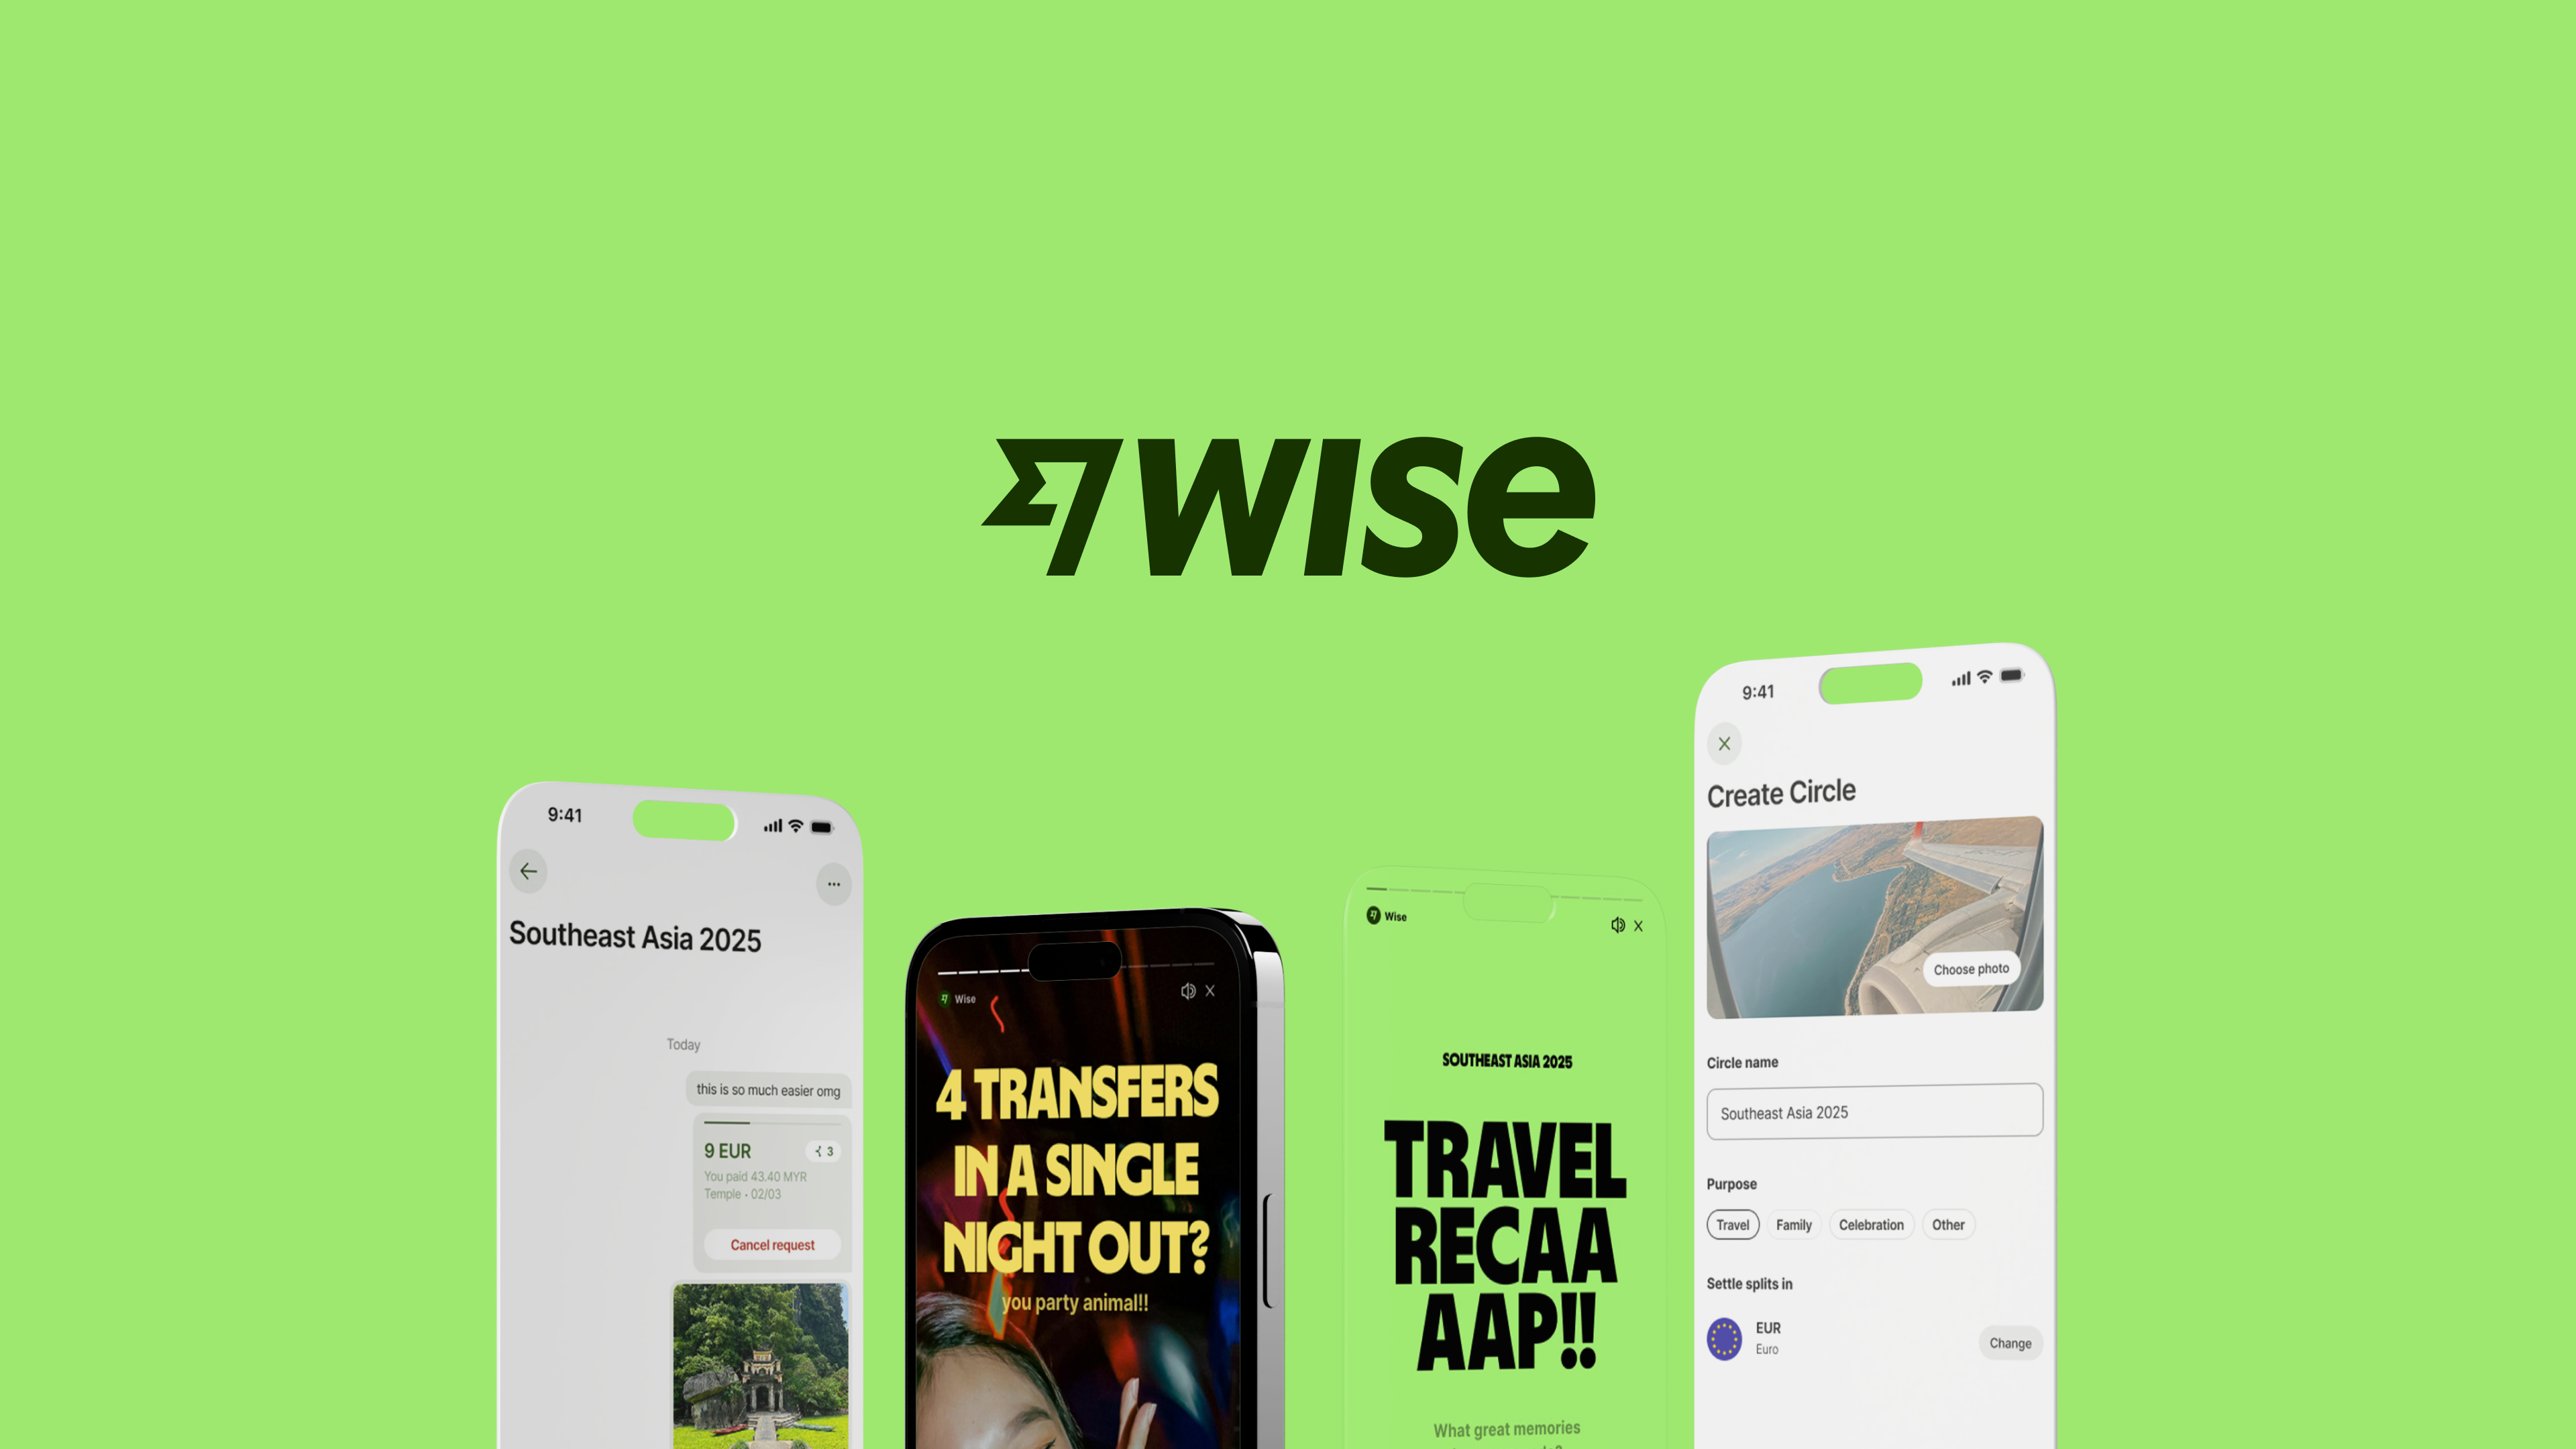 wise
9:41
Southeast Asia 2025
Today
this is so much easier omg
9 EUR
3
You paid 43.40 MYR
Temple • 02/03
Cancel request
Wise
4 TRANSFERS
IN A SINGLE
NIGHT OUT?
you party animal!!
Wise
SOUTHEAST ASIA 2025
TRAVEL
RECAA
AAP!!
What great memories
9:41
Create Circle
Choose photo
Circle name
Southeast Asia 2025
Purpose
Travel Family Celebration Other
Settle splits in
EUR
Euro
Change